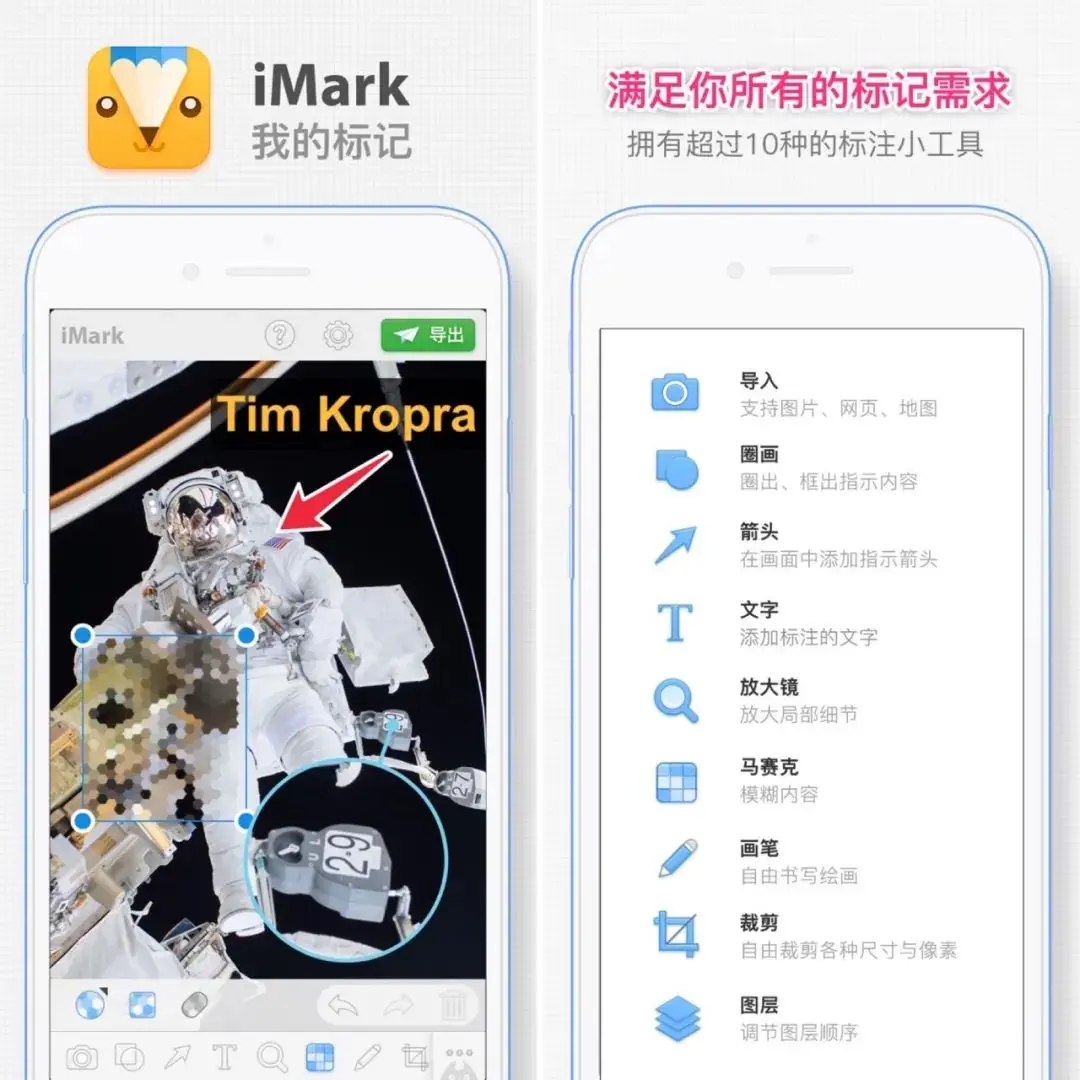 iMark
我的标记
iMark
?
导出
Tim Kropra
29
27
U L
29
满足你所有的标记需求
拥有超过10种的标注小工具
导入
支持图片、网页、地图
圈画
圈出、框出指示内容
箭头
在画面中添加指示箭头
T
文字
添加标注的文字
放大镜
放大局部细节
马赛克
模糊内容
画笔
自由书写绘画
裁剪
自由裁剪各种尺寸与像素
图层
调节图层顺序